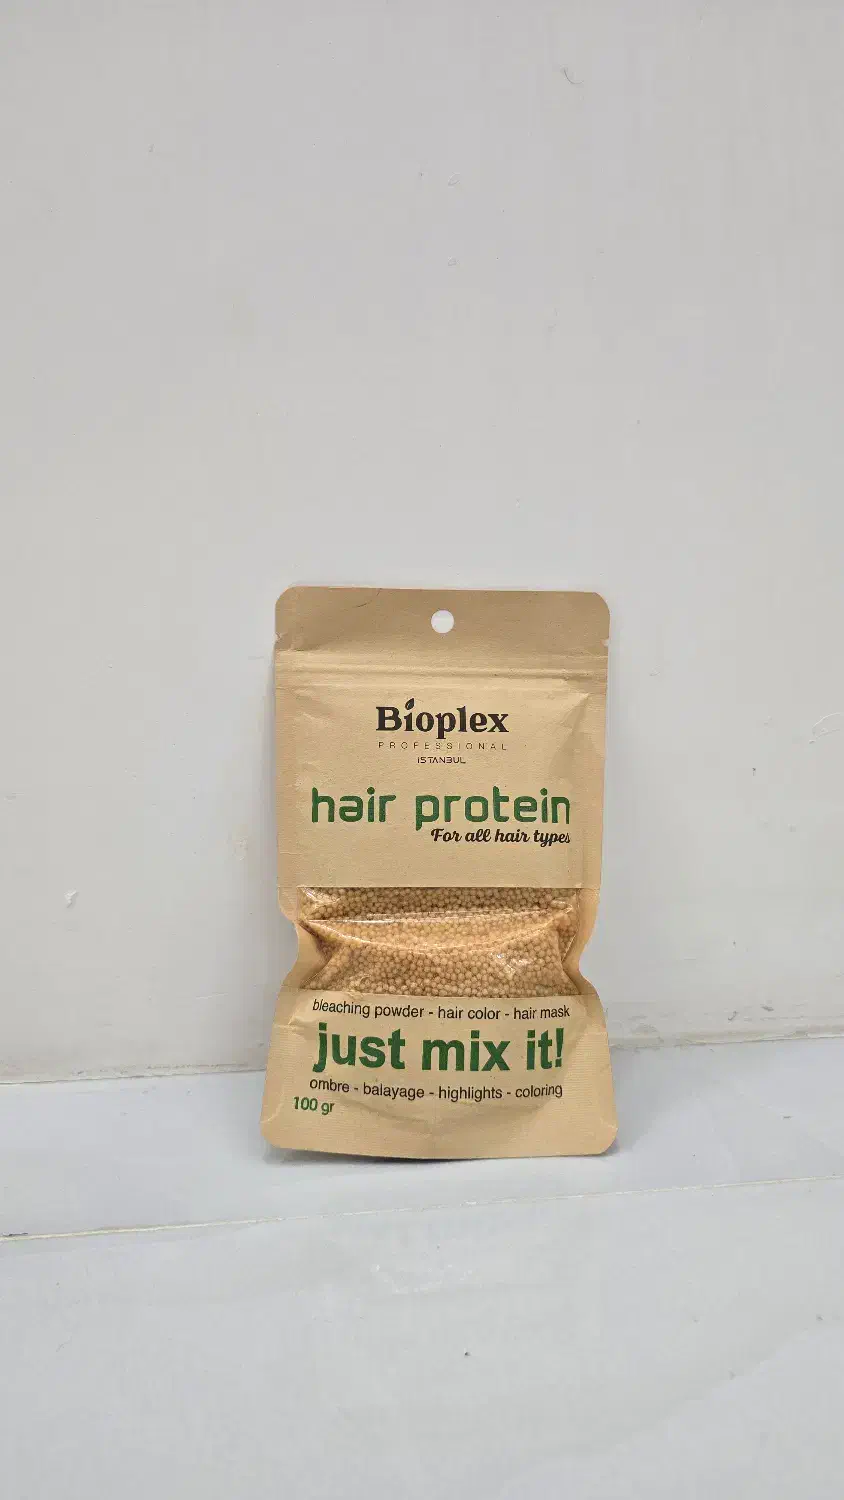 Bioplex
PROFESSIONAL
ISTANBUL
hair protein
For all hair types
bleaching powder - hair color - hair mask
just mix it!
ombre - balayage - highlights - coloring
100 gr